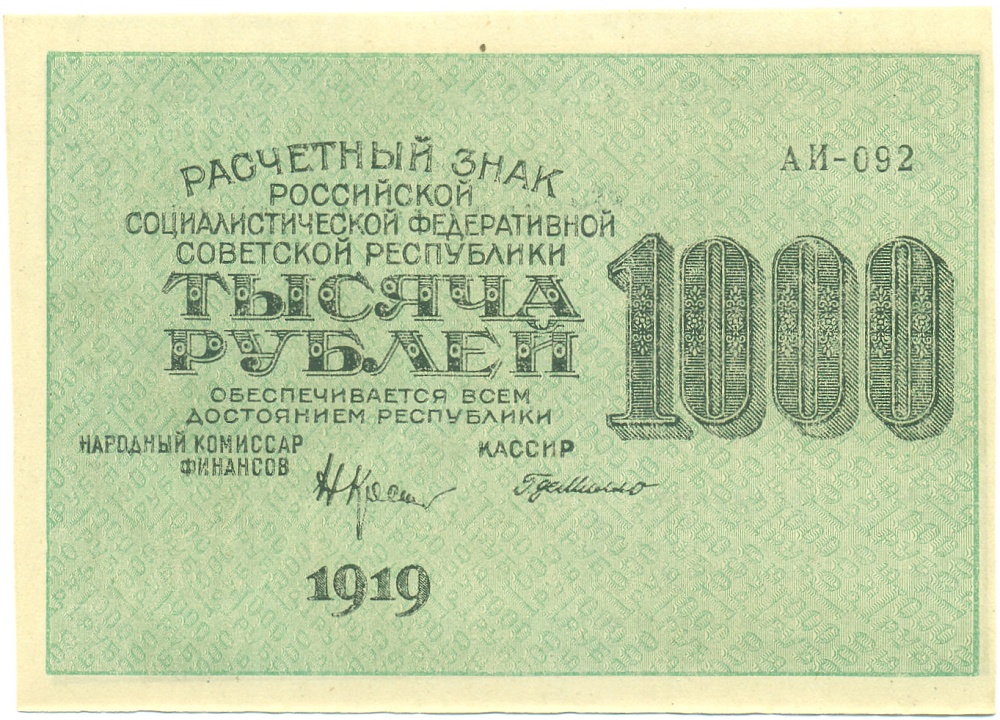 РАСЧЕТНЫЙ ЗНАК
РОССИЙСКОЙ
СОЦИАЛИСТИЧЕСКОЙ ФЕДЕРАТИВНОЙ
СОВЕТСКОЙ РЕСПУБЛИКИ
ТЫСЯЧА
РУБЛЕЙ
ОБЕСПЕЧИВАЕТСЯ ВСЕМ
ДОСТОЯНИЕМ РЕСПУБЛИКИ
НАРОДНЫЙ КОМИССАР
ФИНАНСОВ
КАССИР
1919
АИ-092
1000